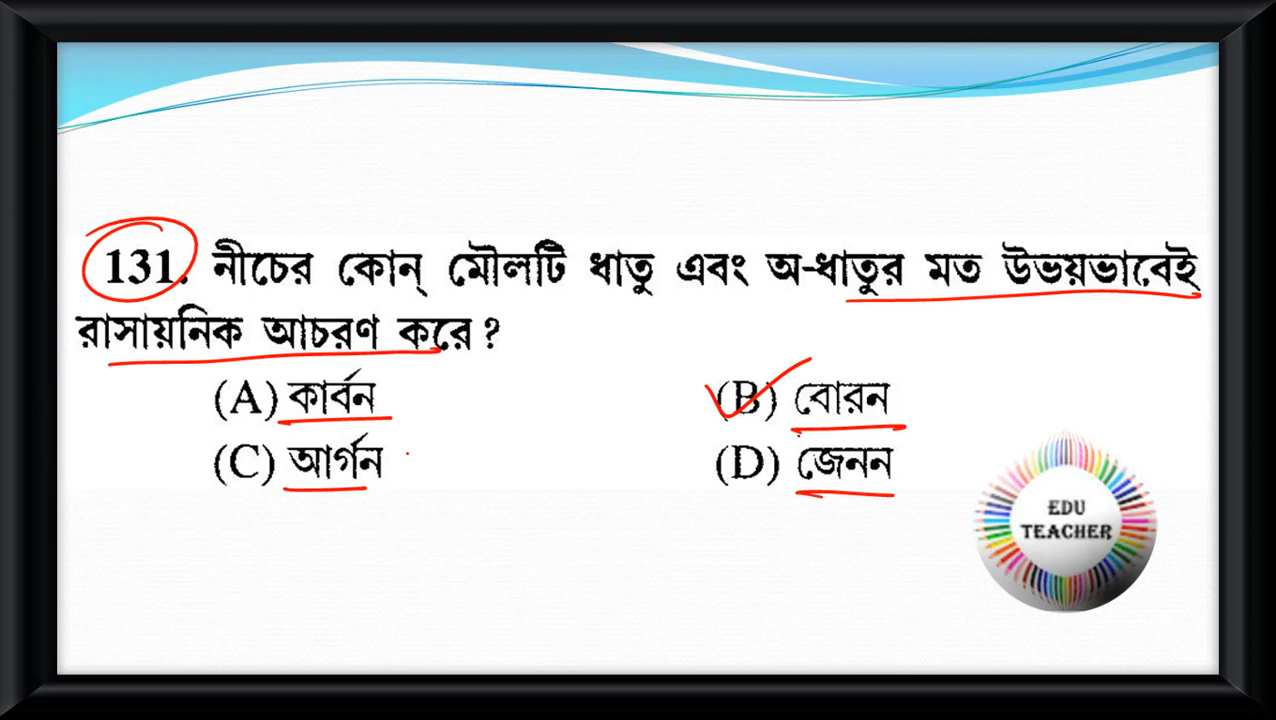 131. নীচের কোন্ মৌলটি ধাতু এবং অ-ধাতুর মত উভয়ভাবেই
রাসায়নিক আচরণ করে ?
(A) কার্বন (B) বোরন
(C) আর্গন (D) জেনন
EDU
TEACHER